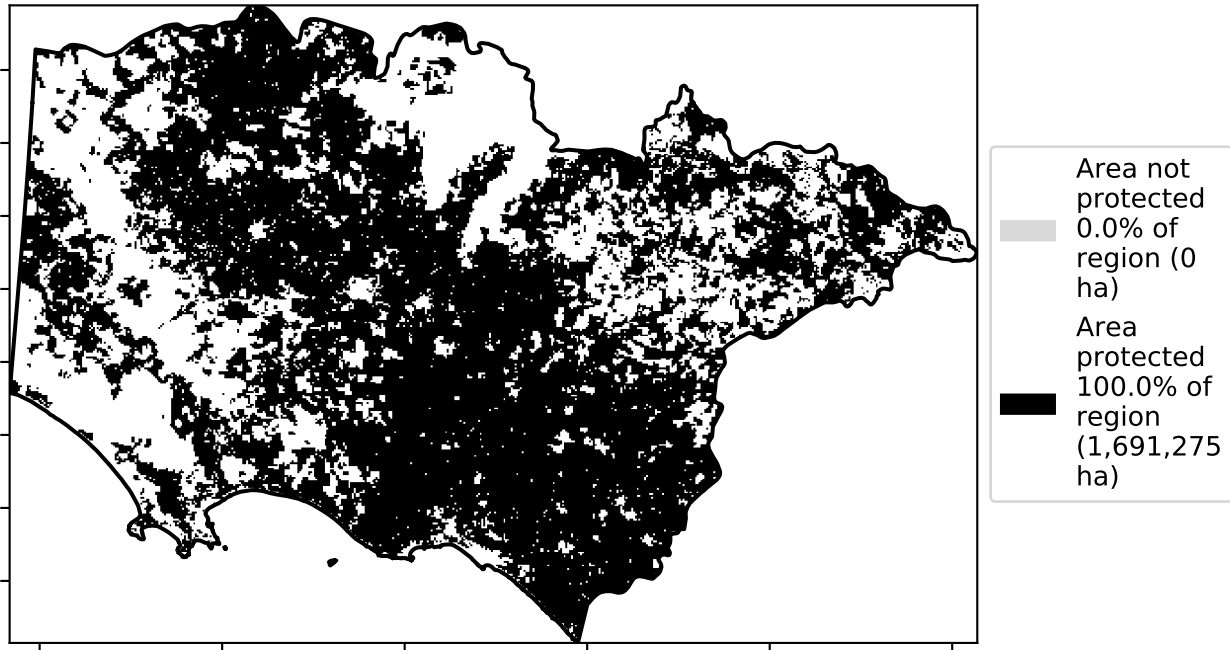 Area not
protected
0.0% of
region (0
ha)
Area
protected
100.0% of
region
(1,691,275
ha)